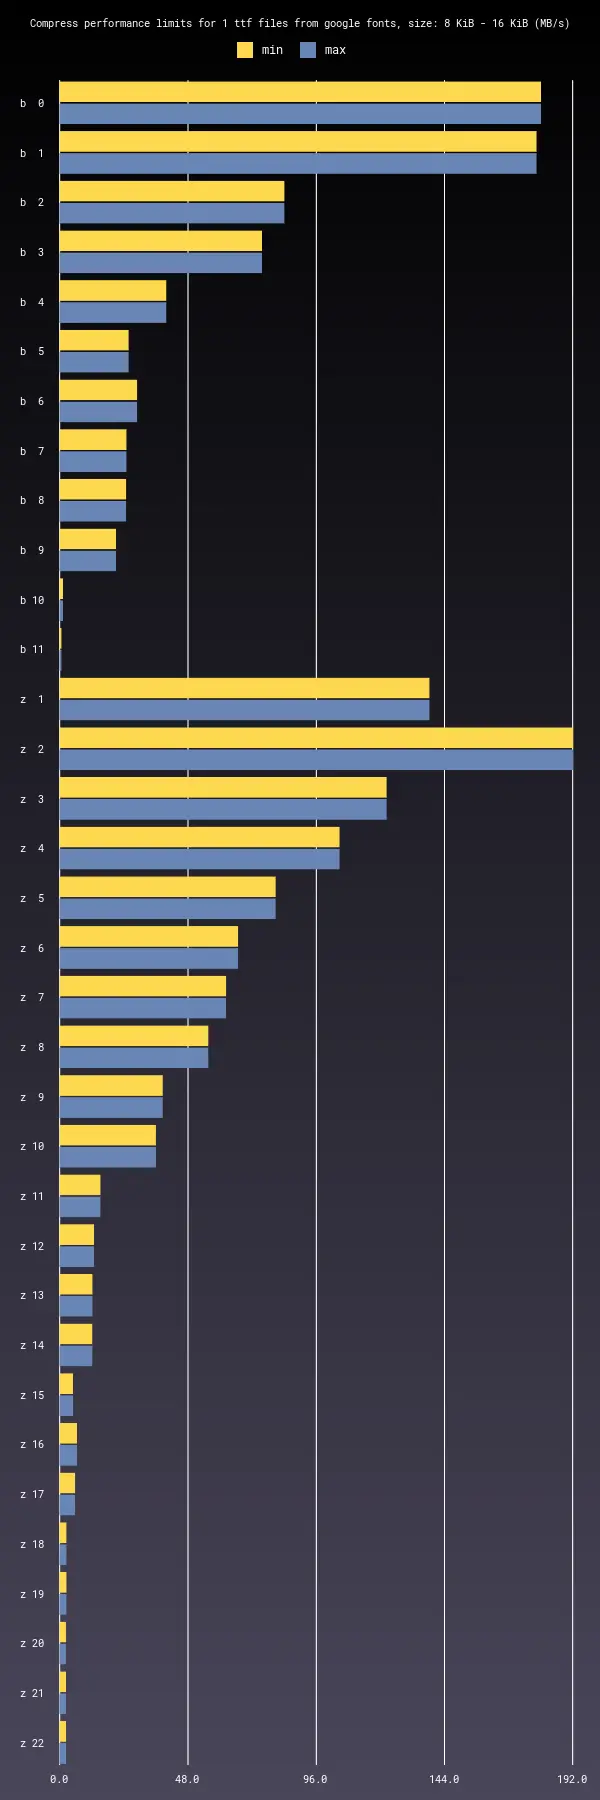 Compress performance limits for 1 ttf files from google fonts, size: 8 KiB - 16 KiB (MB/s)
min max
b 0
b 1
b 2
b 3
b 4
b 5
b 6
b 7
b 8
b 9
b 10
b 11
z 1
z 2
z 3
z 4
z 5
z 6
z 7
z 8
z 9
z 10
z 11
z 12
z 13
z 14
z 15
z 16
z 17
z 18
z 19
z 20
z 21
z 22
0.0 48.0 96.0 144.0 192.0